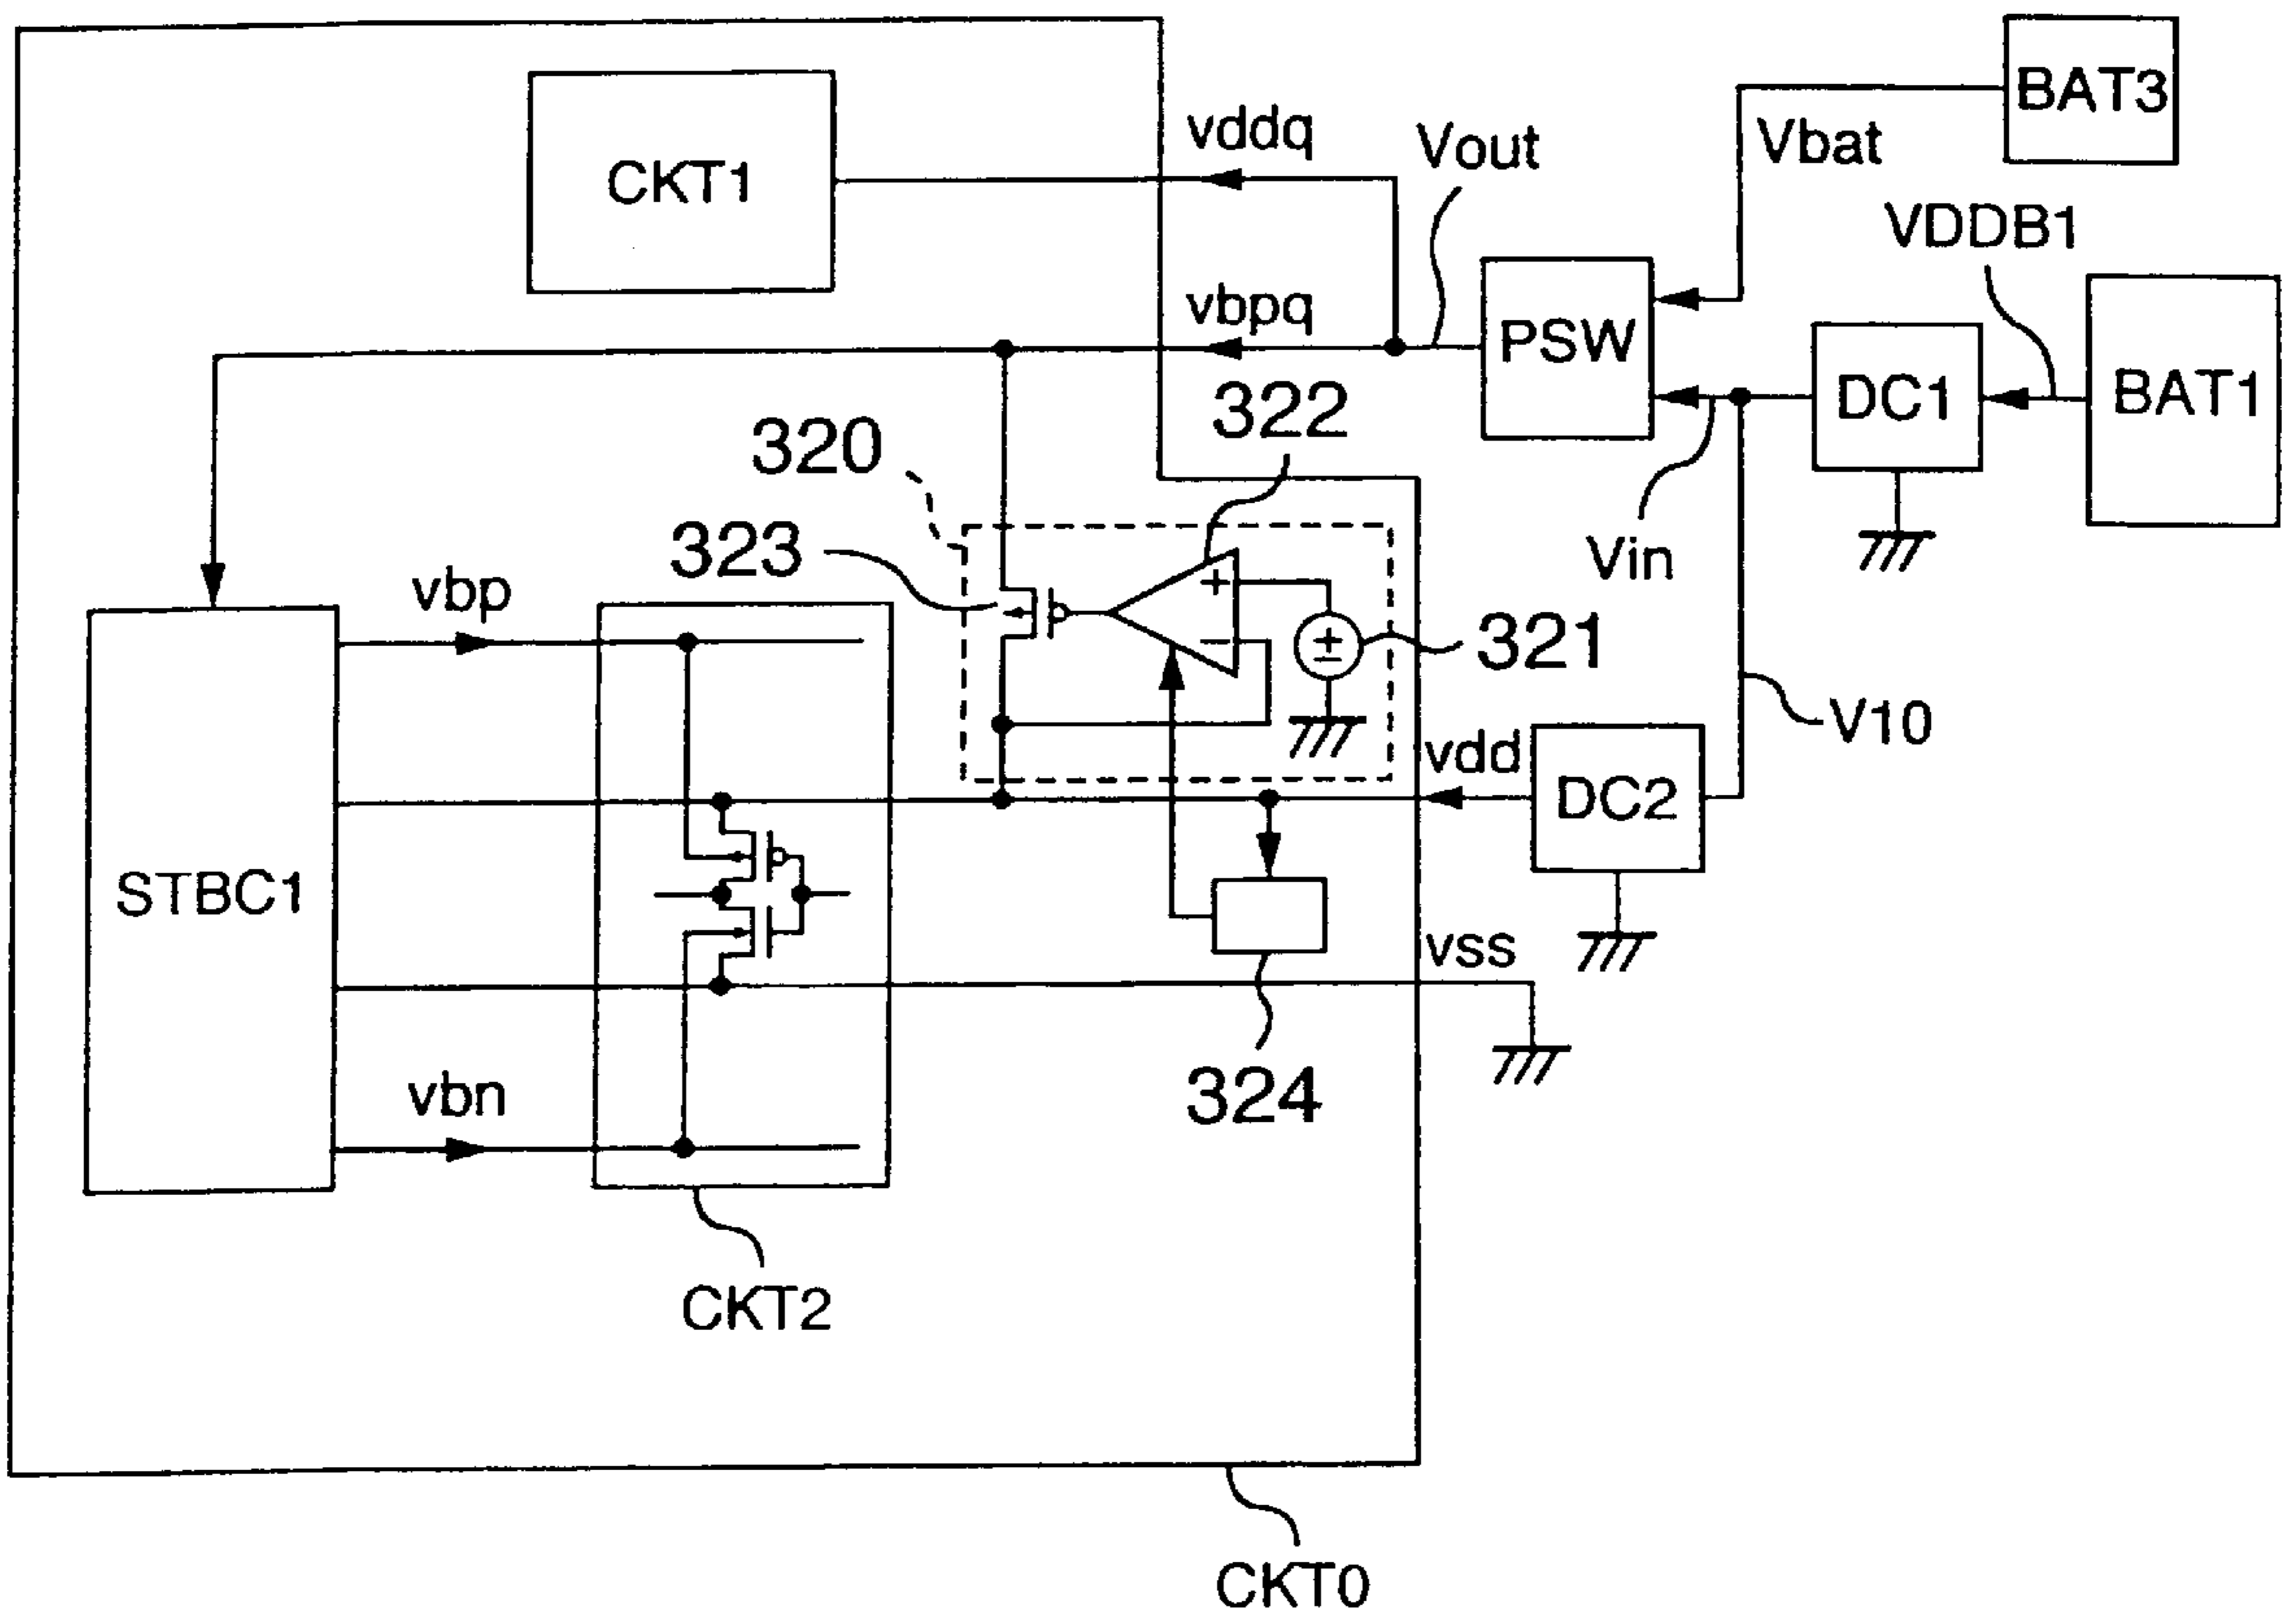 BAT3
vddq
Vout
Vbat
CKT1
VDDB1
vbpq
PSW
DC1
BAT1
322
320
323
Vin
vbp
+
−
+
−
321
V10
vdd
DC2
STBC1
vss
324
vbn
CKT2
CKT0